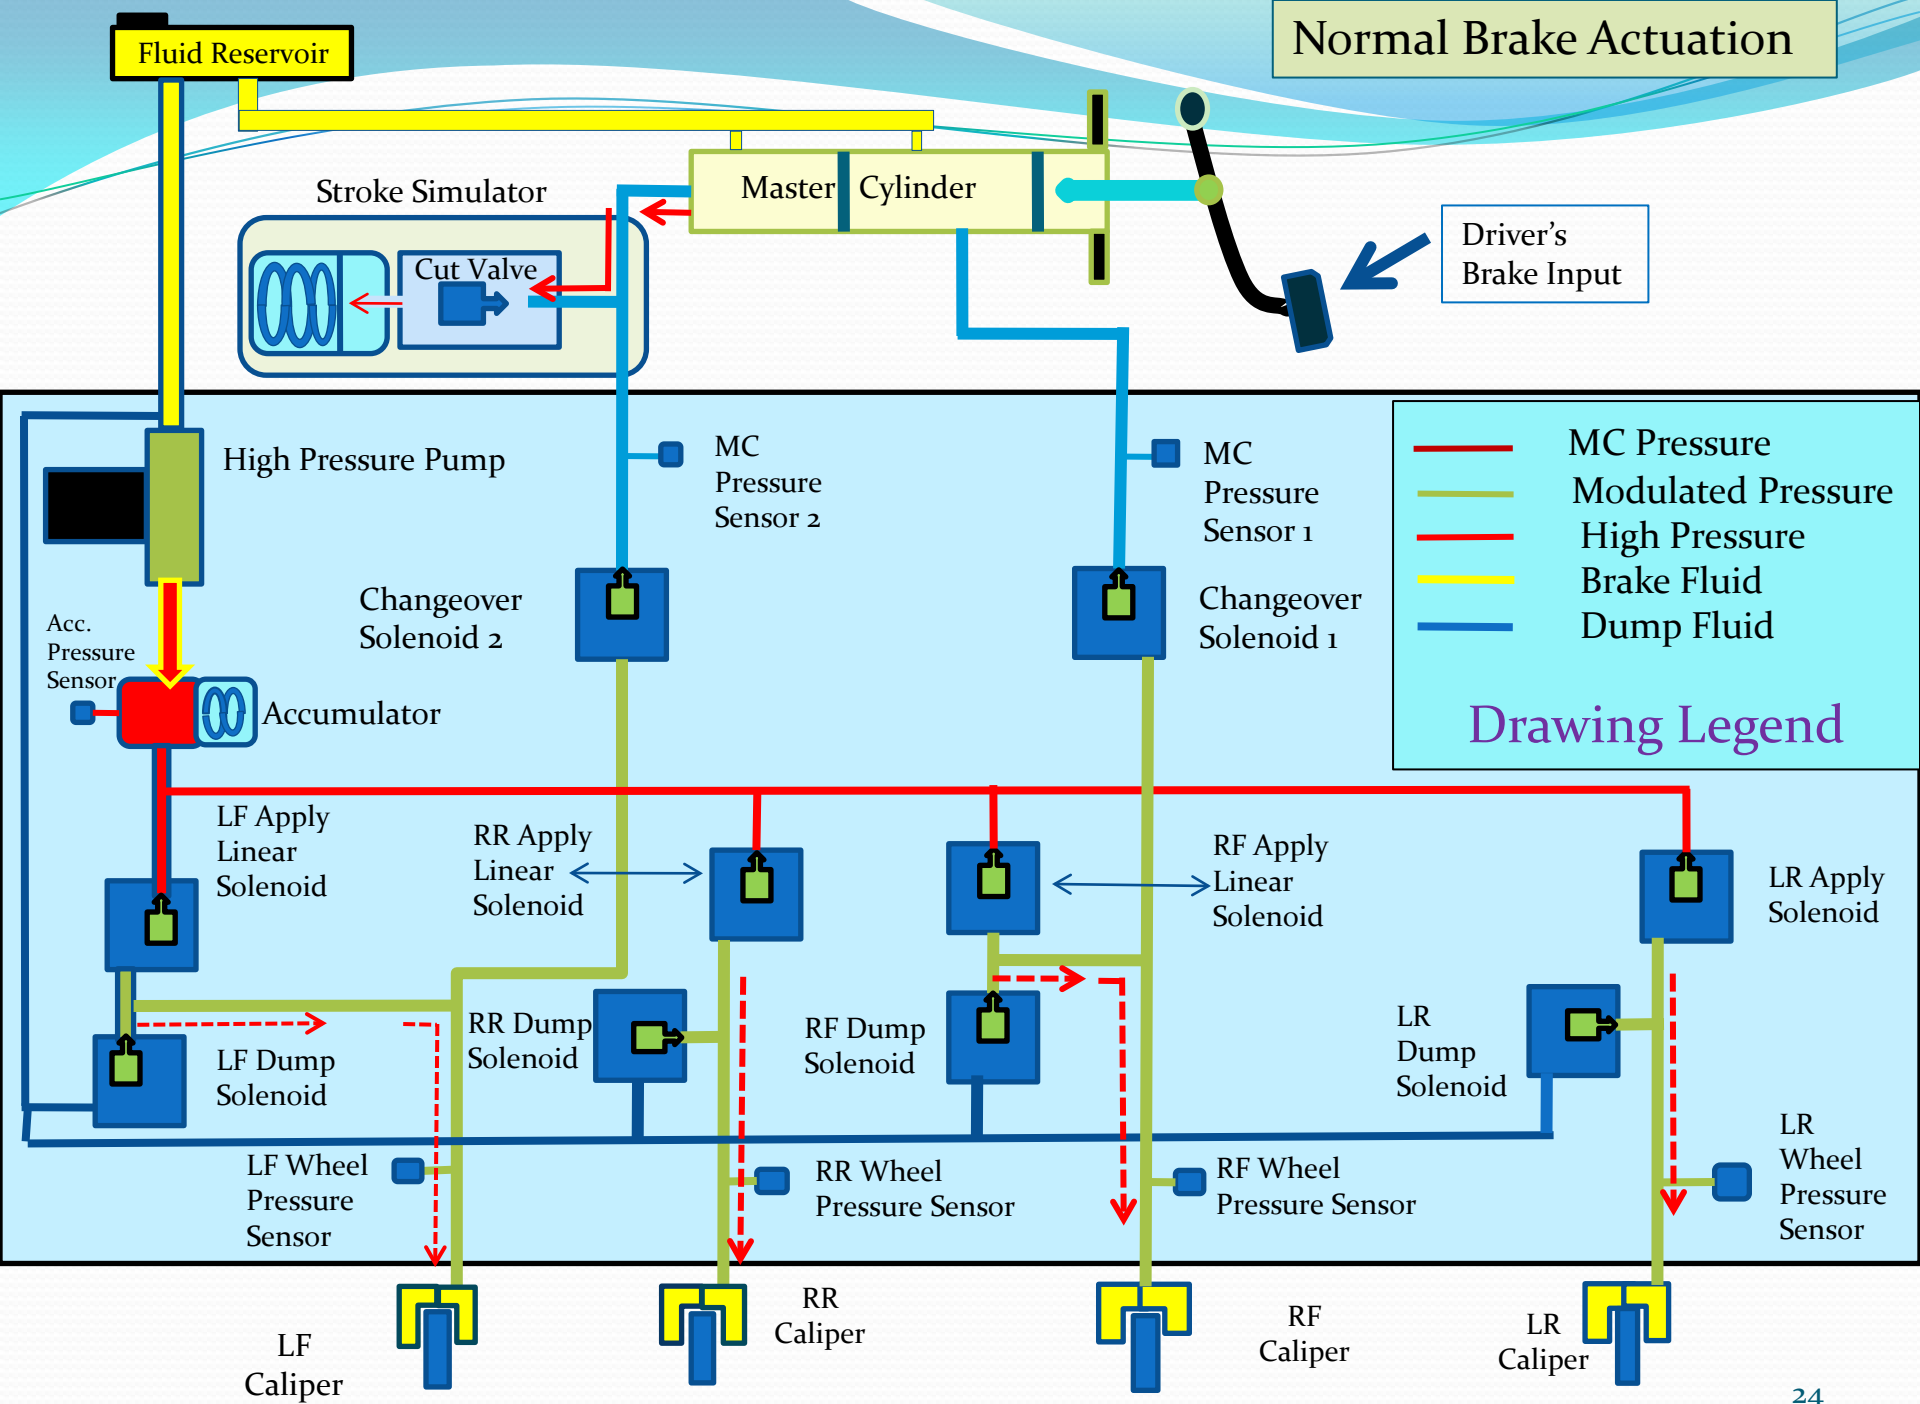 Normal Brake Actuation
Fluid Reservoir
Stroke Simulator
Master Cylinder
Cut Valve
Driver's
Brake Input
High Pressure Pump
MC
Pressure
Sensor 2
MC
Pressure
Sensor 1
MC Pressure
Modulated Pressure
High Pressure
Brake Fluid
Dump Fluid
Drawing Legend
Acc.
Pressure
Sensor
Changeover
Solenoid 2
Changeover
Solenoid 1
Accumulator
LF Apply
Linear
Solenoid
RR Apply
Linear
Solenoid
RF Apply
Linear
Solenoid
LR Apply
Solenoid
LF Dump
Solenoid
RR Dump
Solenoid
RF Dump
Solenoid
LR
Dump
Solenoid
LF Wheel
Pressure
Sensor
RR Wheel
Pressure Sensor
RF Wheel
Pressure Sensor
LR
Wheel
Pressure
Sensor
LF
Caliper
RR
Caliper
RF
Caliper
LR
Caliper
24